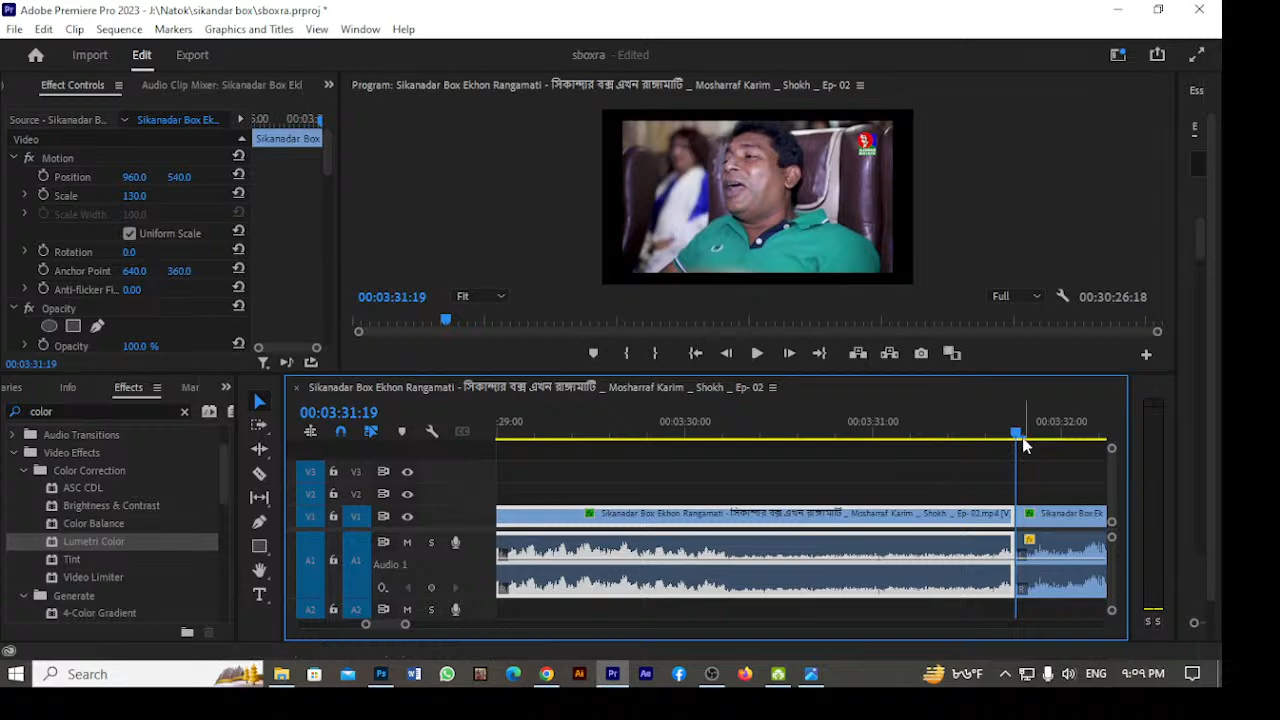 Adobe Premiere Pro 2023 - J:\Natok\sikandar box\sboxra.prproj *
File Edit Clip Sequence Markers Graphics and Titles View Window Help
Import Edit Export
sboxra - Edited
Effect Controls
Audio Clip Mixer: Sikanadar Box Ekl
Program: Sikanadar Box Ekhon Rangamati - সিকান্দার বক্স এখন রাঙ্গামাটি _ Mosharraf Karim _ Shokh _ Ep- 02
Ess
Source - Sikanadar B...
Sikanadar Box Ek...
5:00 00:03:
Video
Sikanadar Box
E
Motion
Position 960.0 540.0
Scale 130.0
Scale Width 100.0
Uniform Scale
Rotation 0.0
Anchor Point 640.0 360.0
Anti-flicker Fi... 0.00
Opacity
Opacity 100.0 %
00:03:31:19
00:03:31:19 Fit Full 00:30:26:18
aries Info Effects Mar
color
Audio Transitions
Video Effects
Color Correction
ASC CDL
Brightness & Contrast
Color Balance
Lumetri Color
Tint
Video Limiter
Generate
4-Color Gradient
Sikanadar Box Ekhon Rangamati - সিকান্দার বক্স এখন রাঙ্গামাটি _ Mosharraf Karim _ Shokh _ Ep- 02
00:03:31:19
:29:00 00:03:30:00 00:03:31:00 00:03:32:00
V3 V3
V2 V2
V1 V1
Sikanadar Box Ekhon Rangamati - সিকান্দার বক্স এখন রাঙ্গামাটি _ Mosharraf Karim _ Shokh _ Ep- 02.mp4 [V]
fx Sikanadar Box Ek
A1 A1 M S
Audio 1
R
A2 A2 M S
S S
Search
ENG
৯:০৯ PM